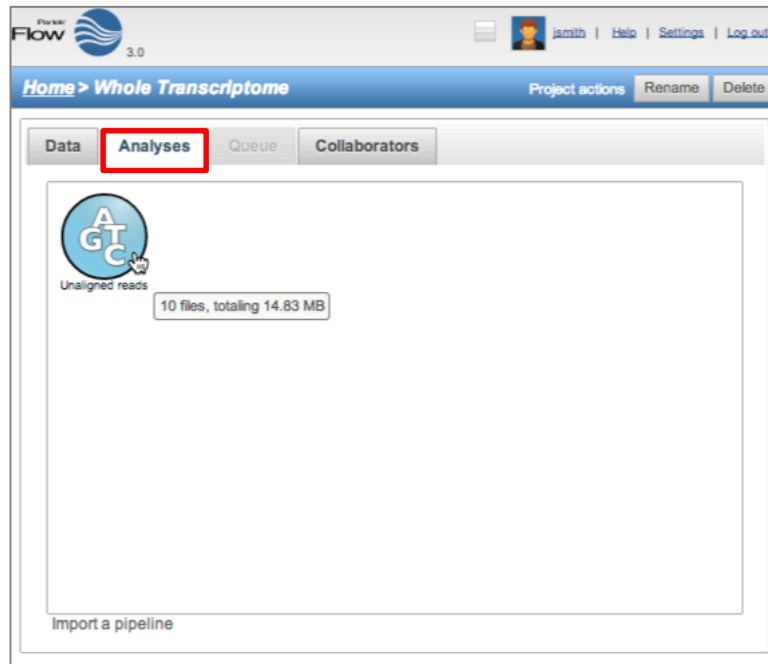 Partek
Flow 3.0
jsmith | Help | Settings | Log out
Home > Whole Transcriptome
Project actions Rename Delete
Data Analyses Queue Collaborators
A
G T
C
Unaligned reads
10 files, totaling 14.83 MB
Import a pipeline